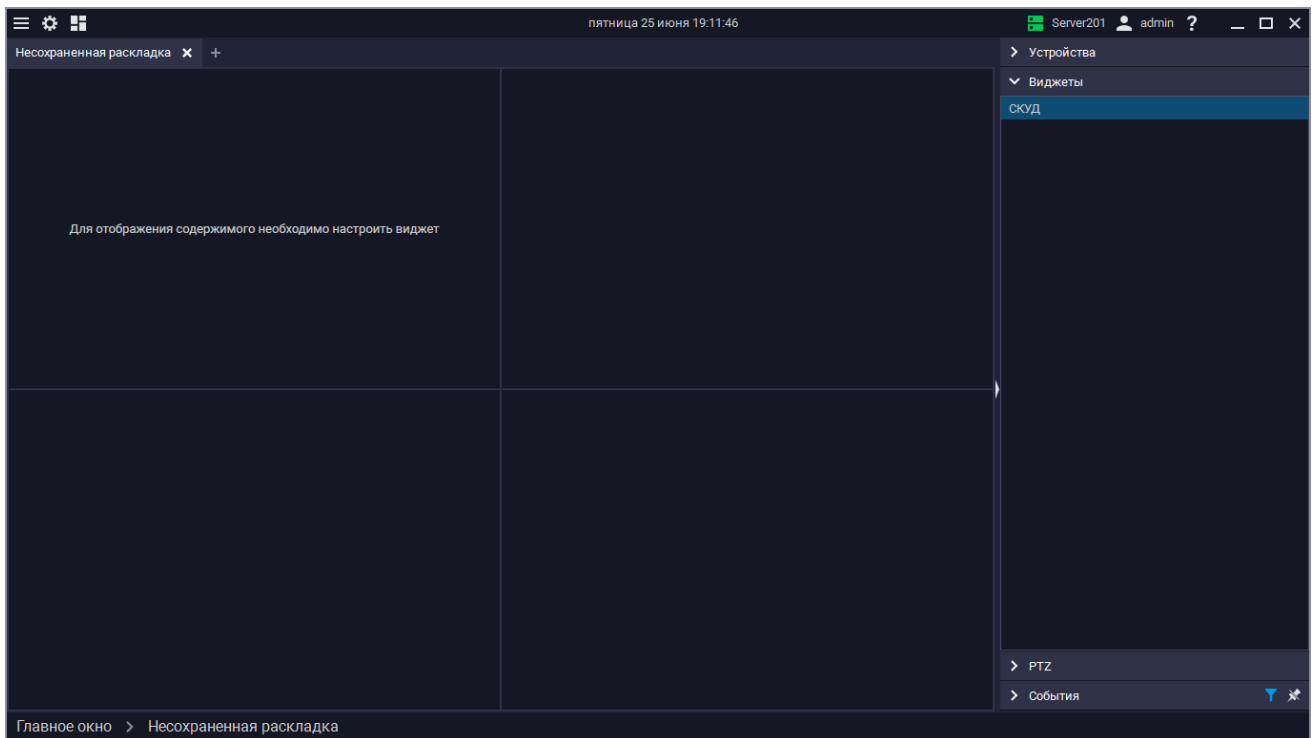 пятница 25 июня 19:11:46
Server201 admin ?
Несохраненная раскладка
Устройства
Виджеты
СКУД
Для отображения содержимого необходимо настроить виджет
PTZ
События
Главное окно > Несохраненная раскладка